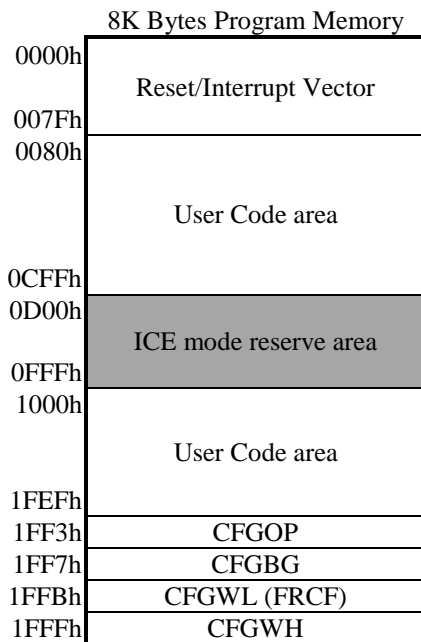 8K Bytes Program Memory
0000h
Reset/Interrupt Vector
007Fh
0080h
User Code area
0CFFh
0D00h
ICE mode reserve area
0FFFh
1000h
User Code area
1FEFh
1FF3h CFGOP
1FF7h CFGBG
1FFBh CFGWL (FRCF)
1FFFh CFGWH